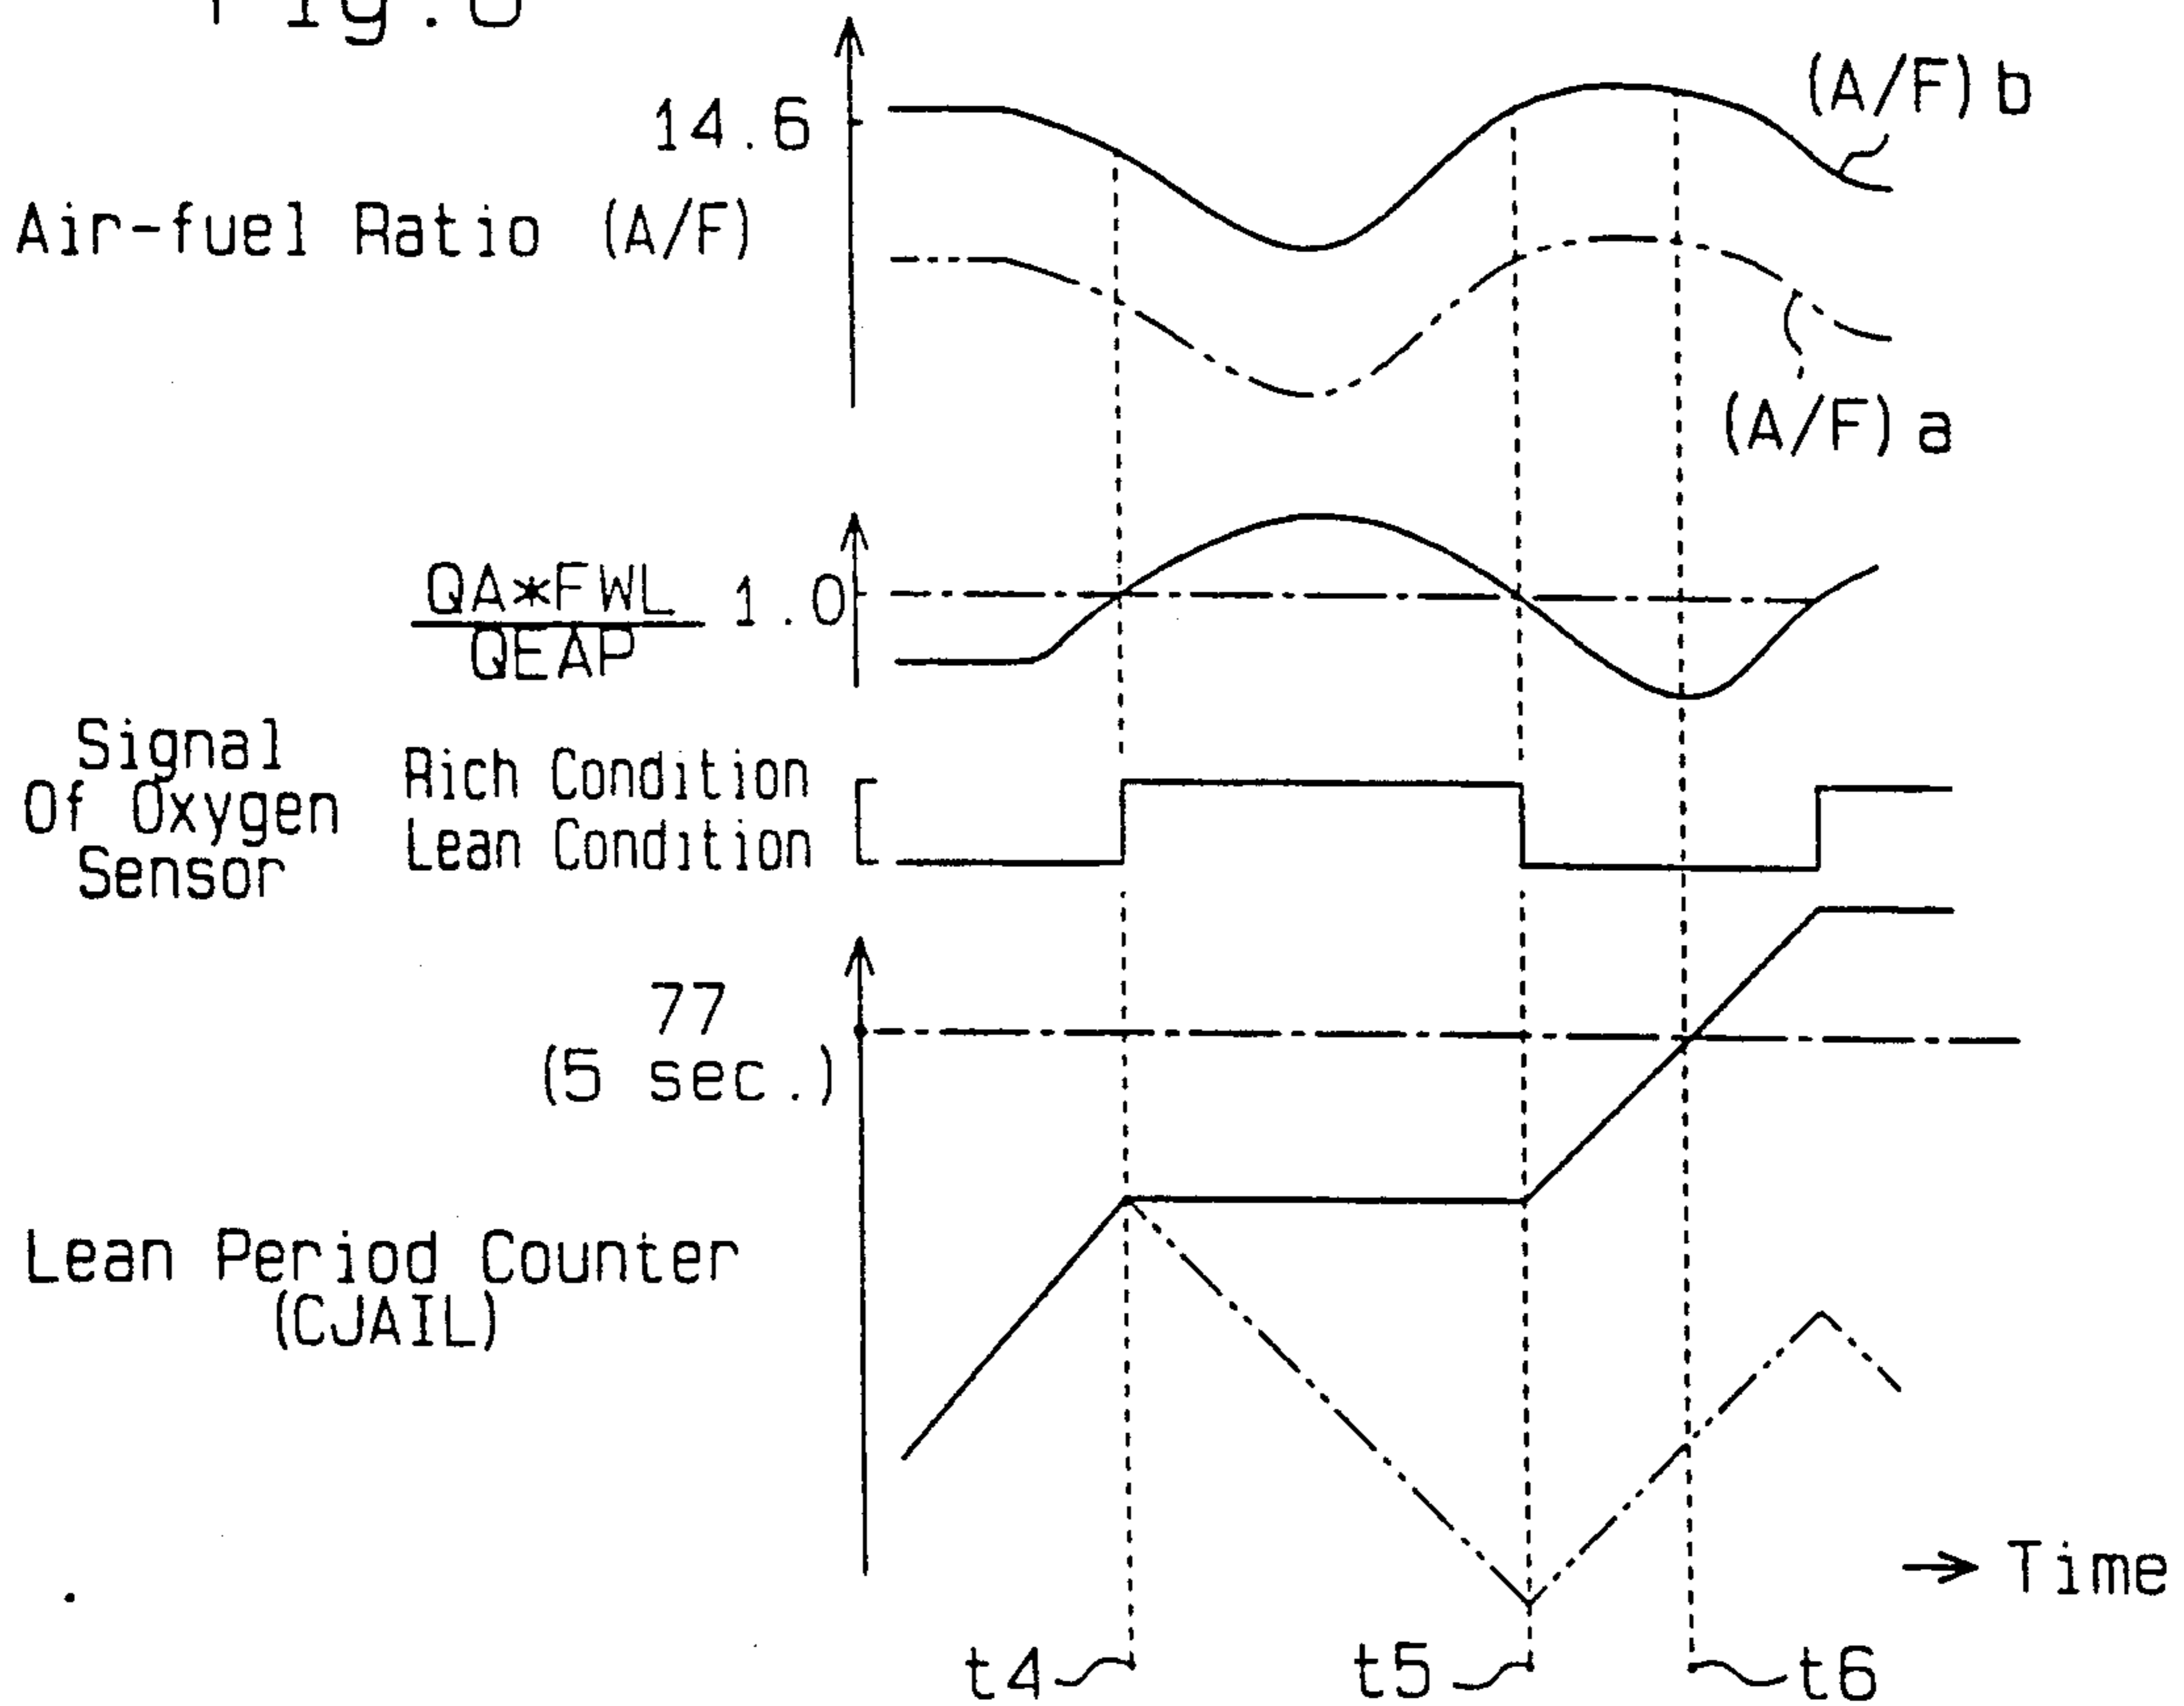 14.6
(A/F) b
Air-fuel Ratio (A/F)
(A/F) a
QA*FWL
QEAP
1.0
Signal
Of Oxygen
Sensor
Rich Condition
Lean Condition
77
(5 sec.)
Lean Period Counter
(CJAIL)
Time
t4
t5
t6